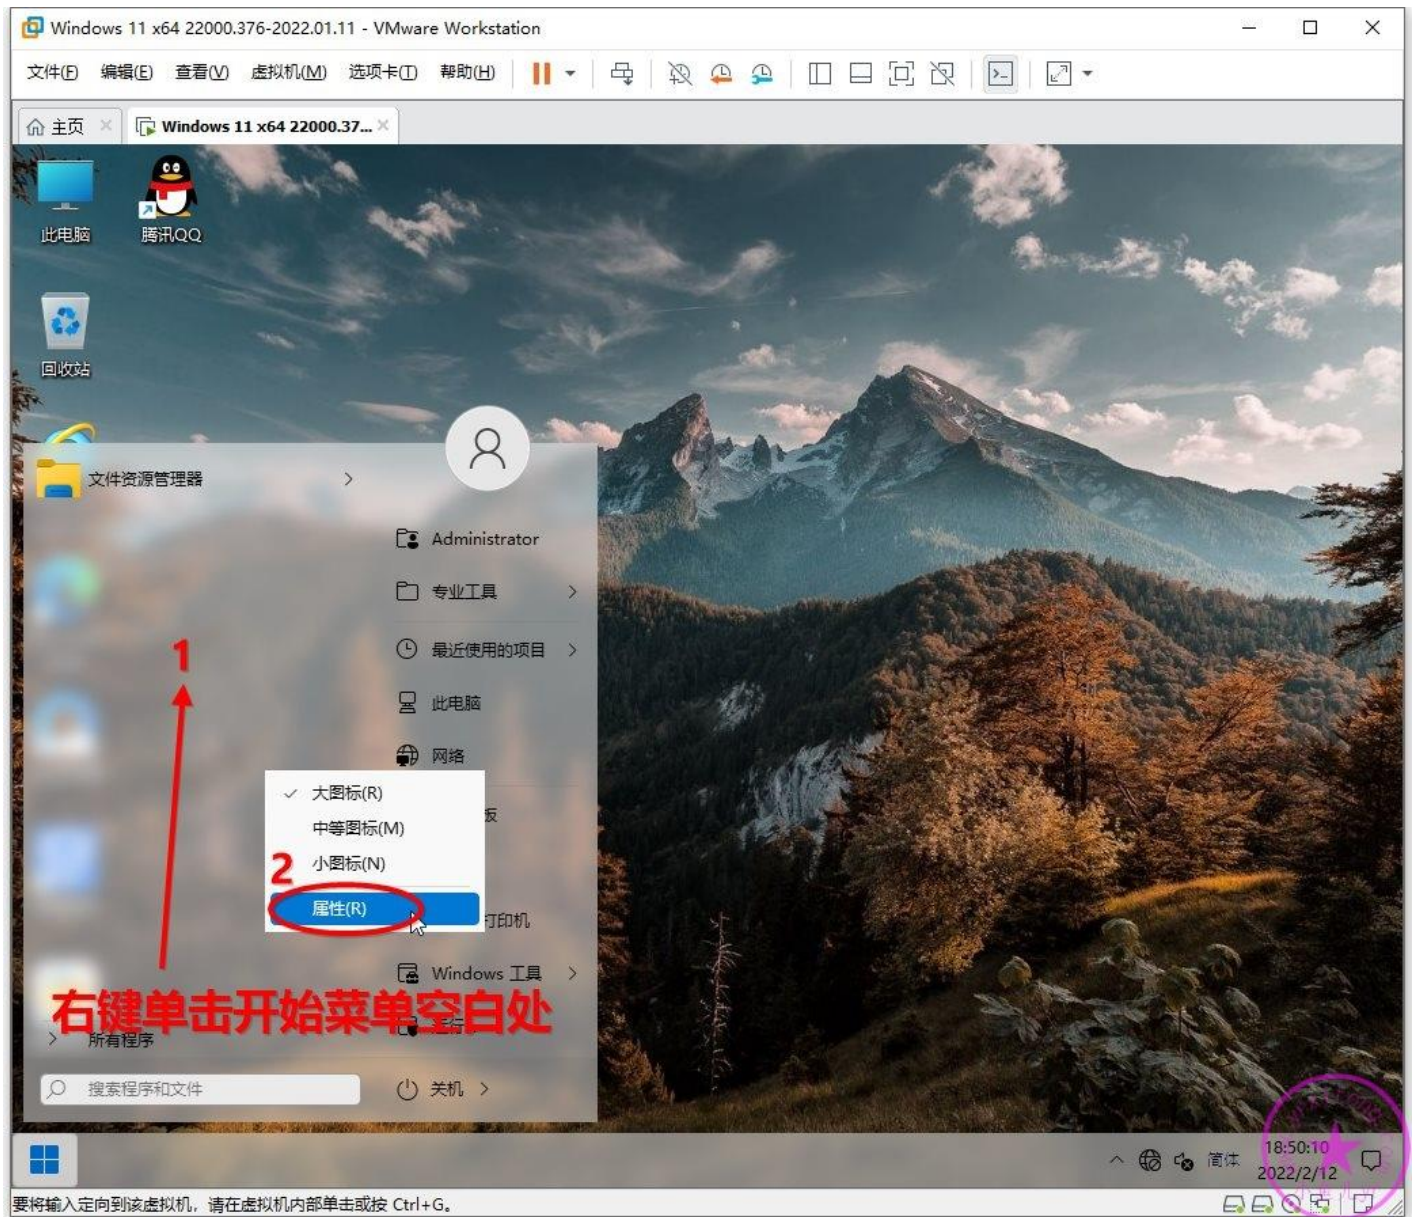 Windows 11 x64 22000.376-2022.01.11 - VMware Workstation
文件(F) 编辑(E) 查看(V) 虚拟机(M) 选项卡(T) 帮助(H)
主页 Windows 11 x64 22000.37...
此电脑 腾讯QQ
回收站
文件资源管理器
Administrator
专业工具
1
最近使用的项目
此电脑
网络
大图标(R)
中等图标(M)
板
小图标(N)
2
属性(R)
打印机
Windows 工具
右键单击开始菜单空白处
所有程序
搜索程序和文件 关机
简体 18:50:10
2022/2/12
要将输入定向到该虚拟机，请在虚拟机内部单击或按 Ctrl+G。